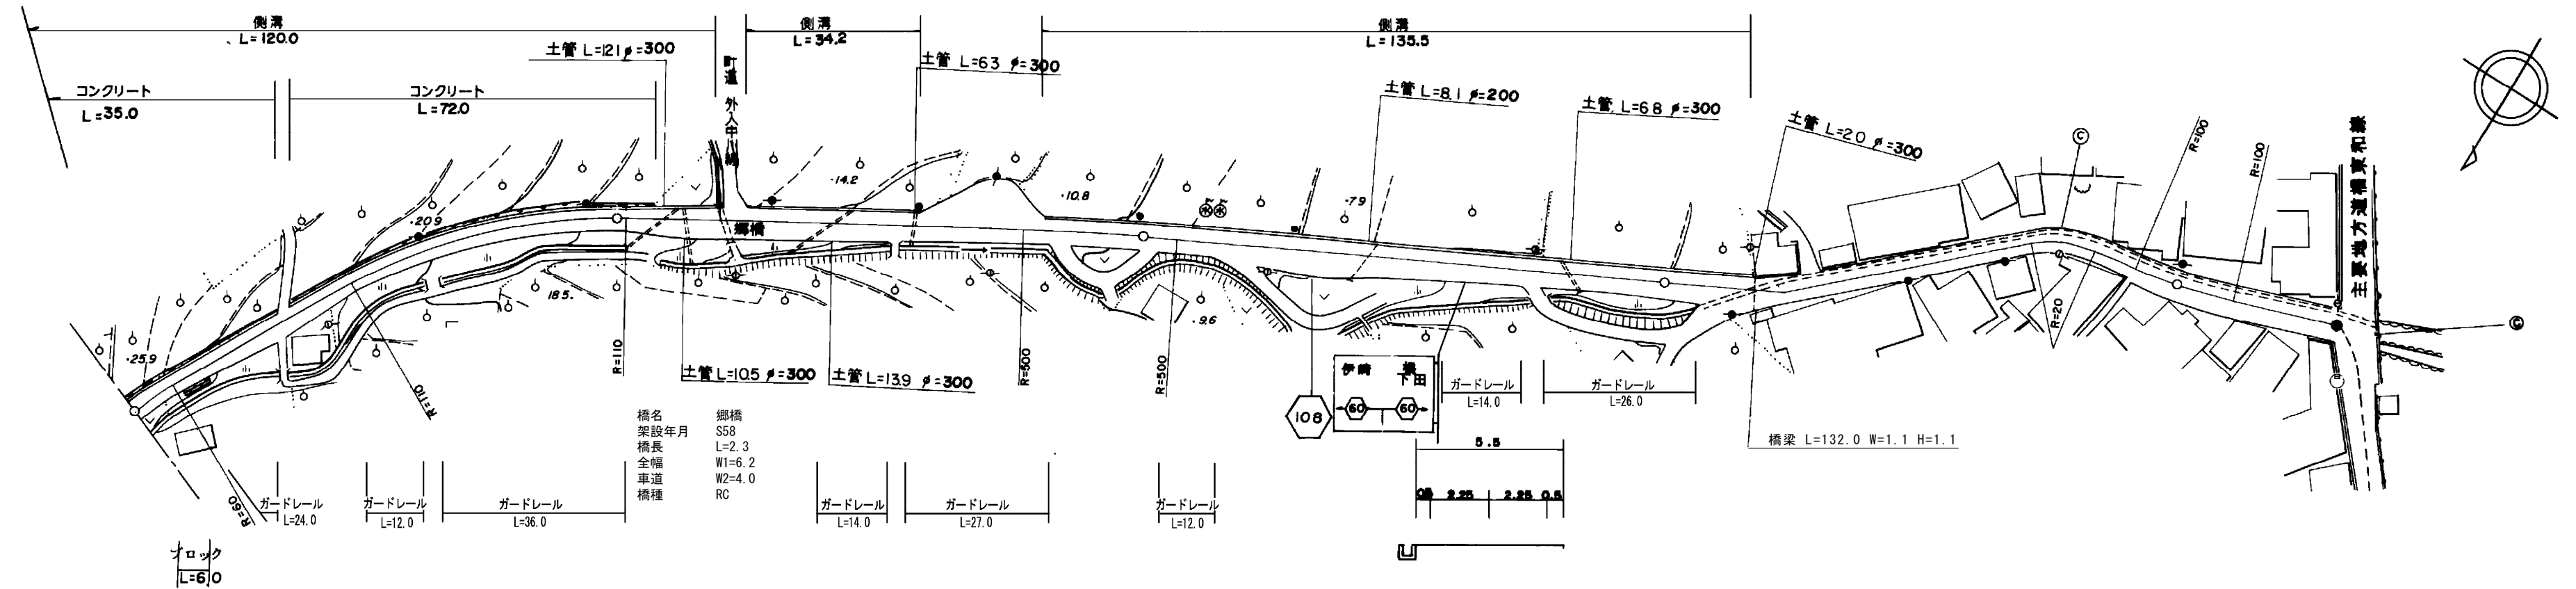 側溝
L=120.0
側溝
L=34.2
側溝
L=135.5
土管 L=121 φ=300
土管 L=63 φ=300
土管 L=8.1 φ=200
土管 L=68 φ=300
土管 L=20 φ=300
コンクリート
L=35.0
コンクリート
L=72.0
町道 外入中
主要地方道橘東和線
R=100
R=100
C
14.2
10.8
79
20.9
郷橋
18.5
9.6
25.9
R=110
R=110
R=500
R=500
R=20
R=60
土管 L=10.5 φ=300
土管 L=13.9 φ=300
橋名 郷橋
架設年月 S58
橋長 L=2.3
全幅 W1=6.2
車道 W2=4.0
橋種 RC
108
伊崎
下田
60
60
ガードレール
L=14.0
ガードレール
L=26.0
橋梁 L=132.0 W=1.1 H=1.1
5.5
0.5 2.25 2.25 0.5
ガードレール
L=24.0
ガードレール
L=12.0
ガードレール
L=36.0
ガードレール
L=14.0
ガードレール
L=27.0
ガードレール
L=12.0
ブロック
L=6.0